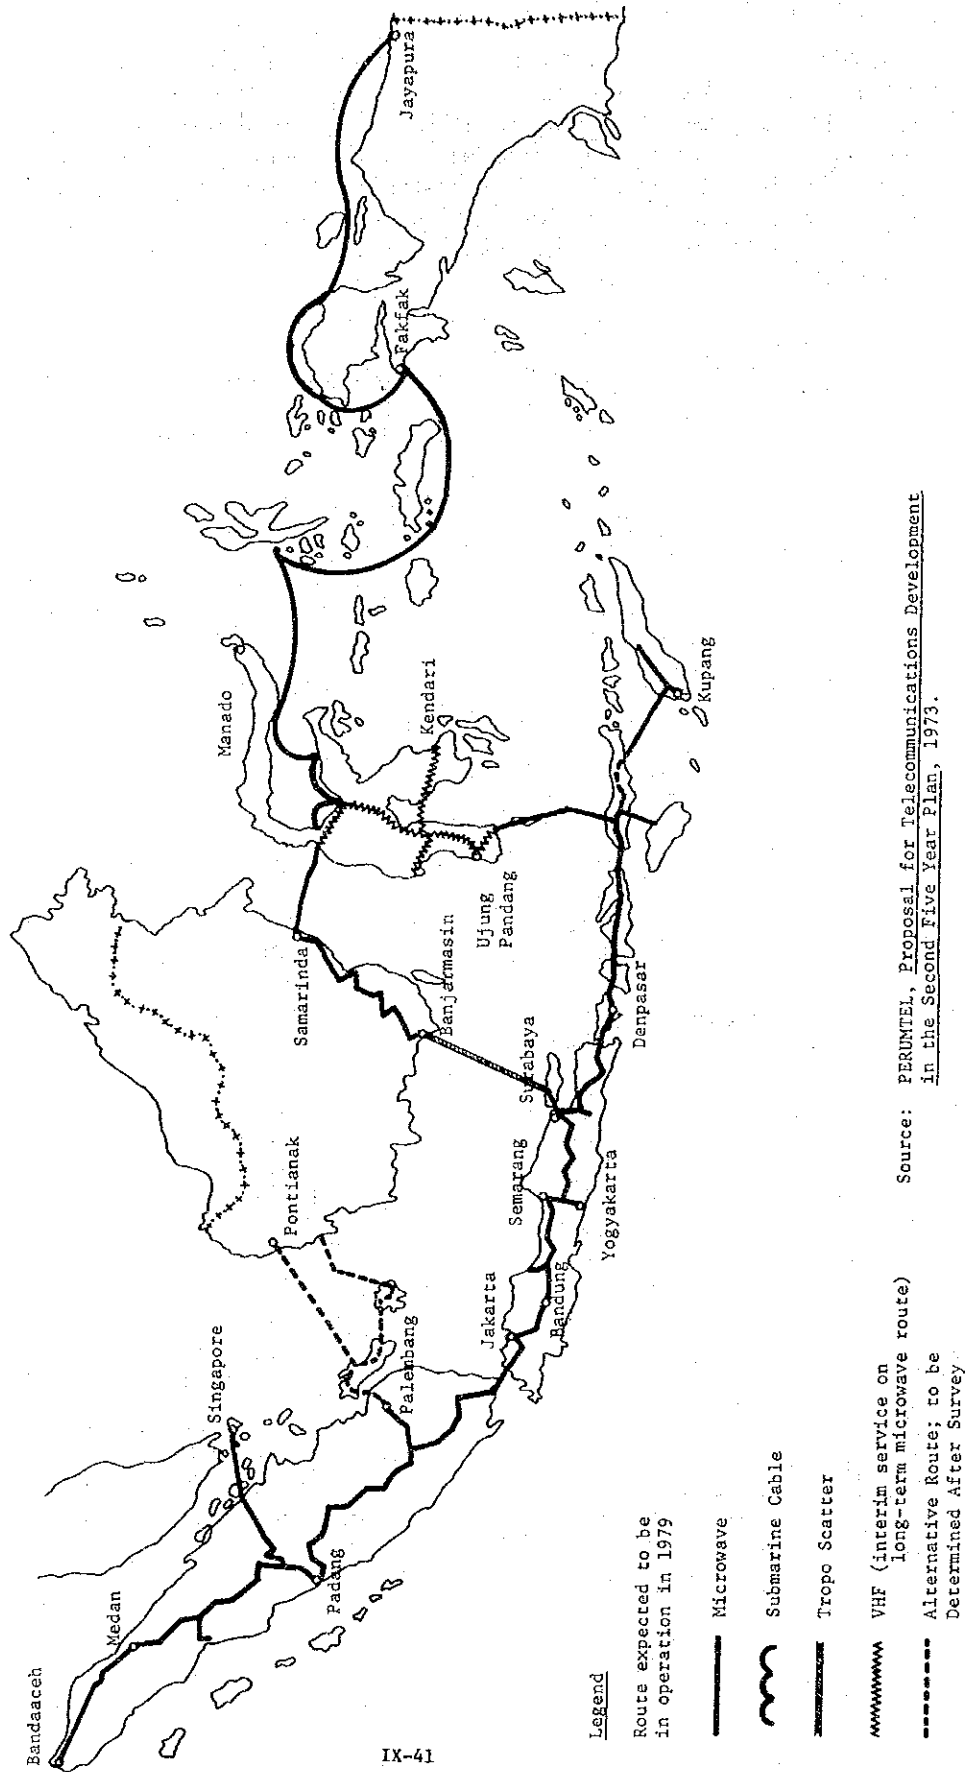 Bandaaceh
Medan
Singapore
Padang
Palembang
Pontianak
Jakarta
Bandung
Semarang
Yogyakarta
Surabaya
Banjarmasin
Samarinda
Denpasar
Ujung
Pandang
Manado
Kendari
Kupang
Fakfak
Jayapura
Legend
Route expected to be
in operation in 1979
Microwave
Submarine Cable
Tropo Scatter
VHF (interim service on
long-term microwave route)
Alternative Route; to be
Determined After Survey
Source: PERUMTEL, Proposal for Telecommunications Development
in the Second Five Year Plan, 1973.
IX-41